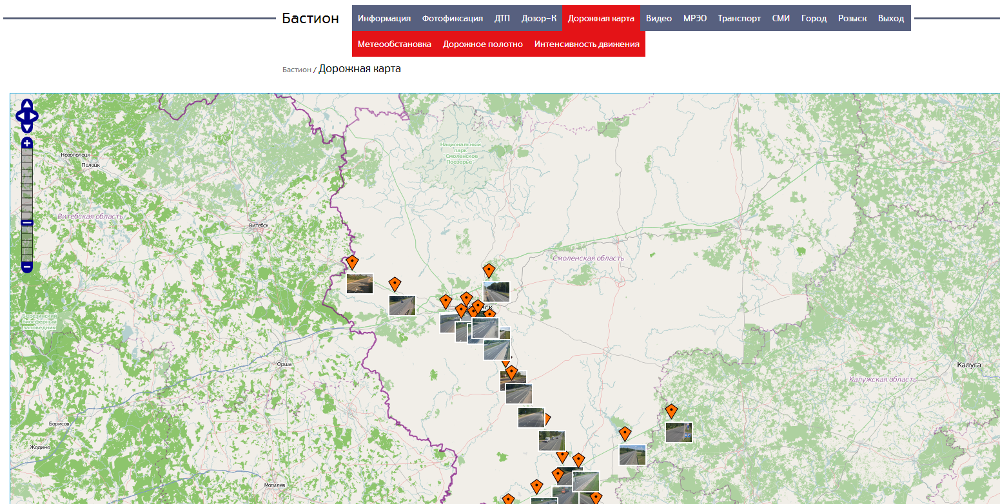 Бастион
Информация Фотофиксация ДТП Дозор-К Дорожная карта Видео МРЭО Транспорт СМИ Город Розыск Выход
Метеообстановка Дорожное полотно Интенсивность движения
Бастион / Дорожная карта
Национальный
парк
"Смоленское
Поозерье"
Новополоцк
Полоцк
Витебская область
Витебск
Смоленская область
Березинский
биосферный
заповедник
Орша
Калуга
Калужская область
Борисов
Жодино
Могилёв